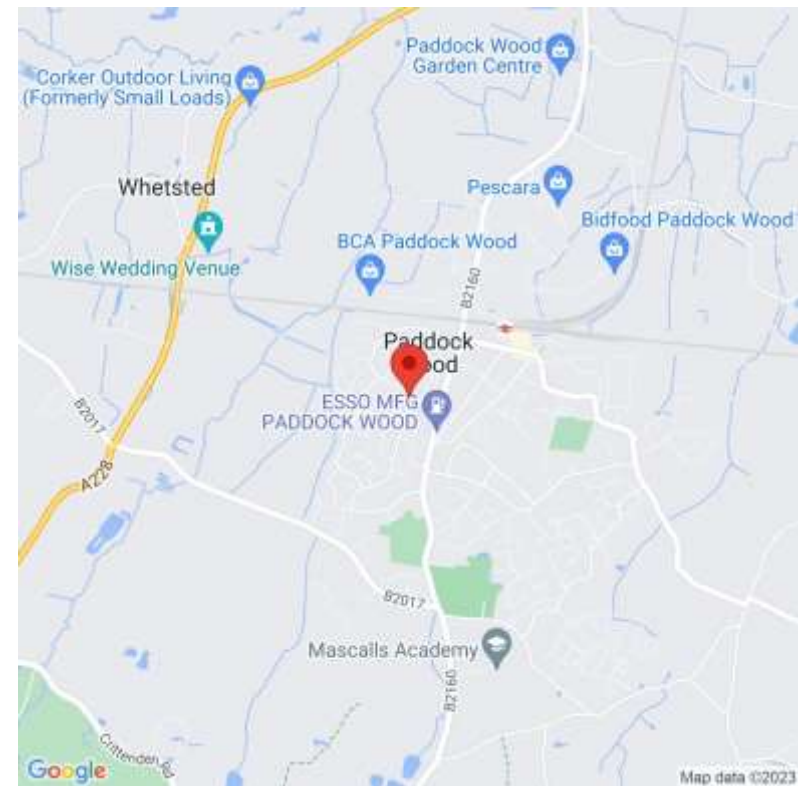 Paddock Wood
Garden Centre
Corker Outdoor Living
(Formerly Small Loads)
Whetsted
Pescara
Bidfood Paddock Wood
BCA Paddock Wood
Wise Wedding Venue
B2160
Paddock
ood
ESSO MFG
PADDOCK WOOD
B2017
A228
B2017
Mascalls Academy
B2160
Crittenden Rd
Google
Map data ©2023